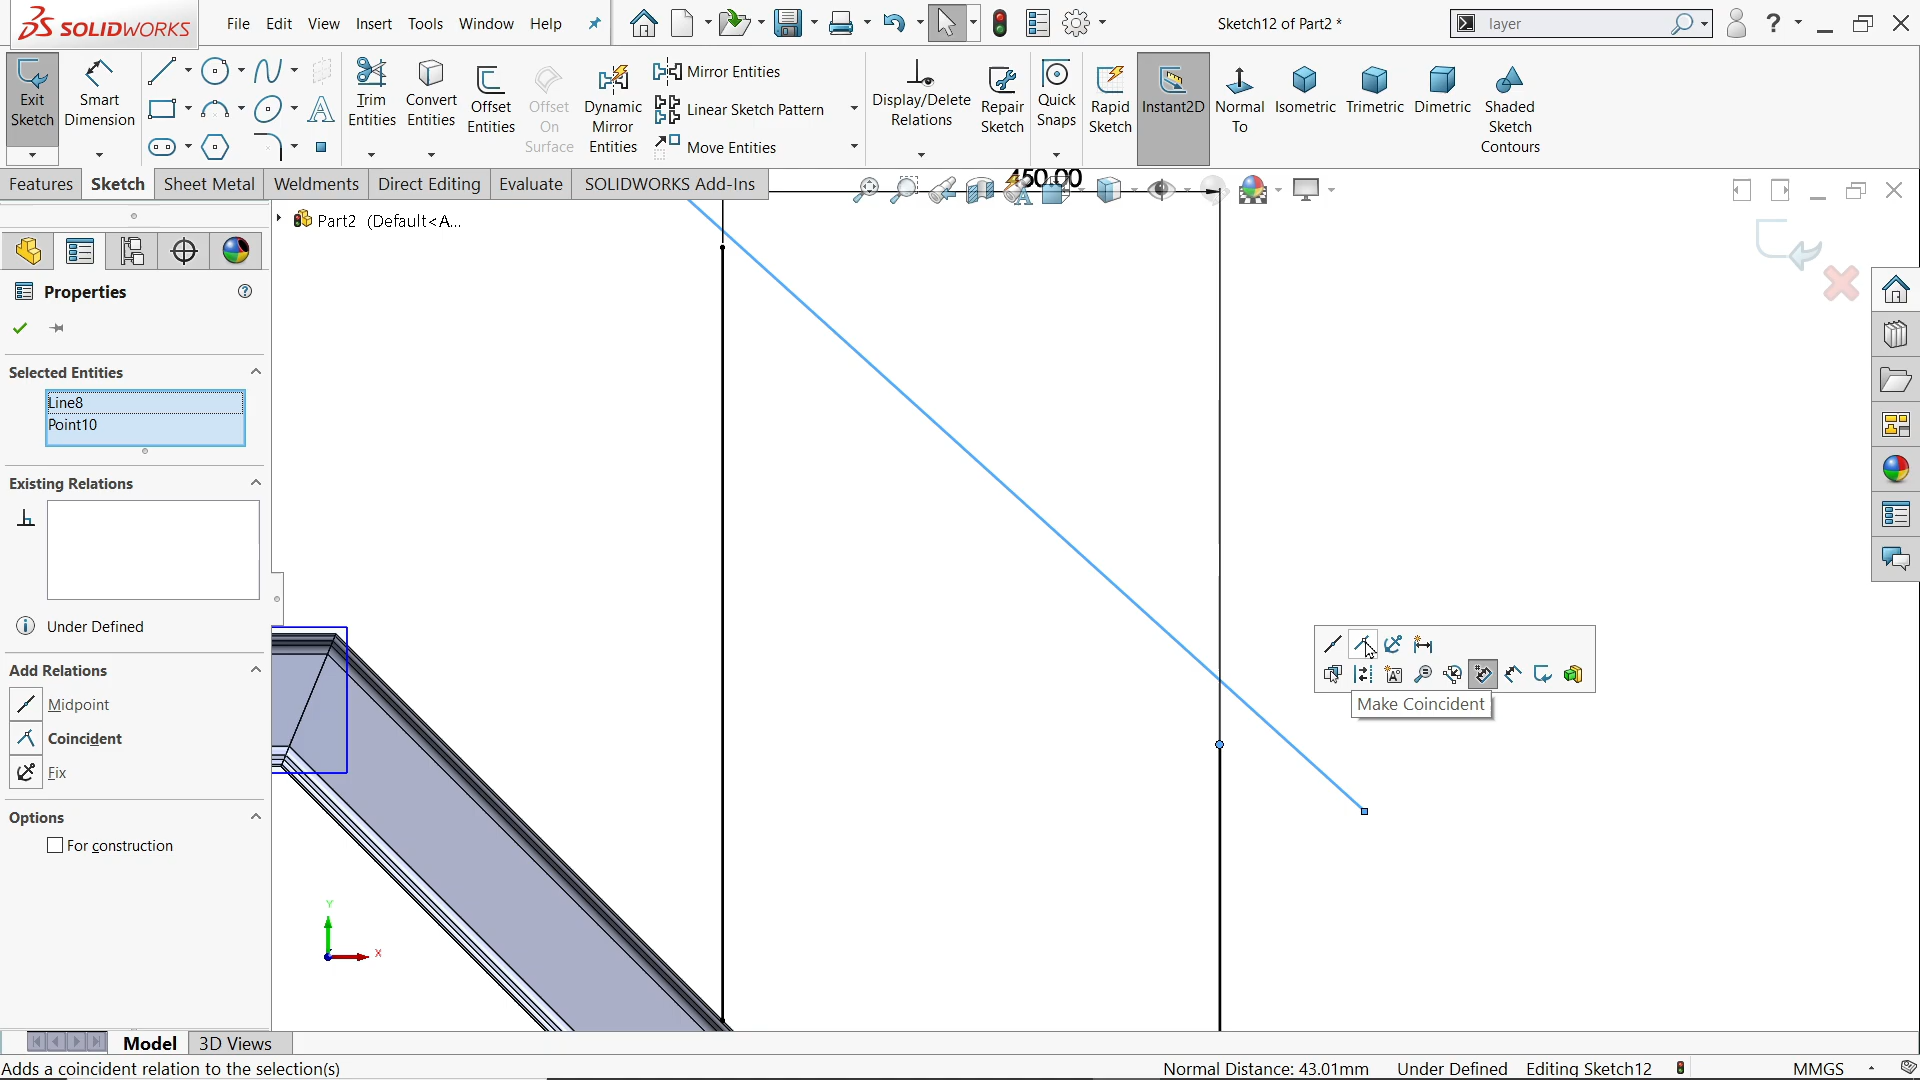 SOLIDWORKS
File Edit View Insert Tools Window Help
Sketch12 of Part2 *
layer
Exit Sketch
Smart Dimension
Trim Entities
Convert Entities
Offset Entities
Offset On Surface
Dynamic Mirror Entities
Mirror Entities
Linear Sketch Pattern
Move Entities
Display/Delete Relations
Repair Sketch
Quick Snaps
Rapid Sketch
Instant2D
Normal To
Isometric
Trimetric
Dimetric
Shaded Sketch Contours
Features Sketch Sheet Metal Weldments Direct Editing Evaluate SOLIDWORKS Add-Ins
450.00
Part2 (Default<A...
Properties
Selected Entities
Line8
Point10
Existing Relations
Under Defined
Add Relations
Midpoint
Coincident
Fix
Options
For construction
Make Coincident
Y
X
Model 3D Views
Adds a coincident relation to the selection(s)
Normal Distance: 43.01mm Under Defined Editing Sketch12 MMGS